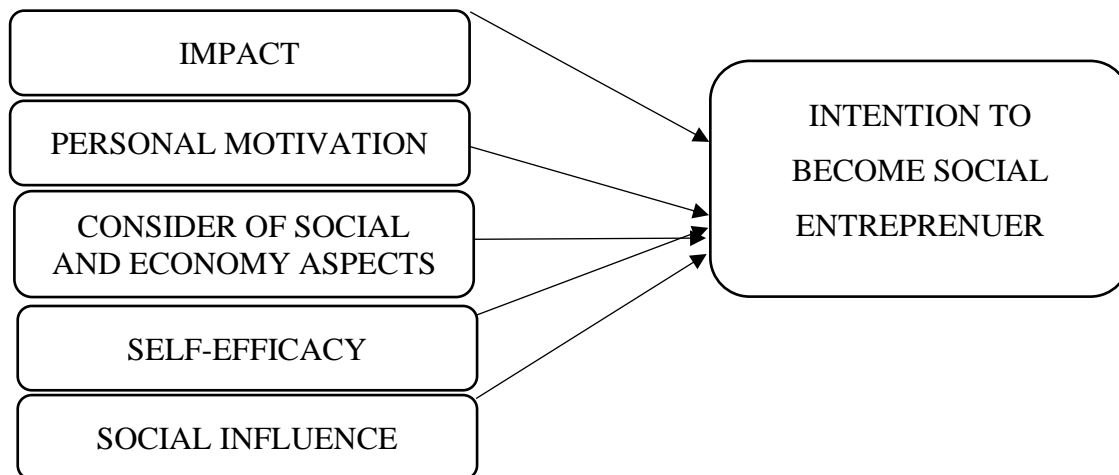 IMPACT
PERSONAL MOTIVATION
CONSIDER OF SOCIAL
AND ECONOMY ASPECTS
SELF-EFFICACY
SOCIAL INFLUENCE
INTENTION TO
BECOME SOCIAL
ENTREPRENUER